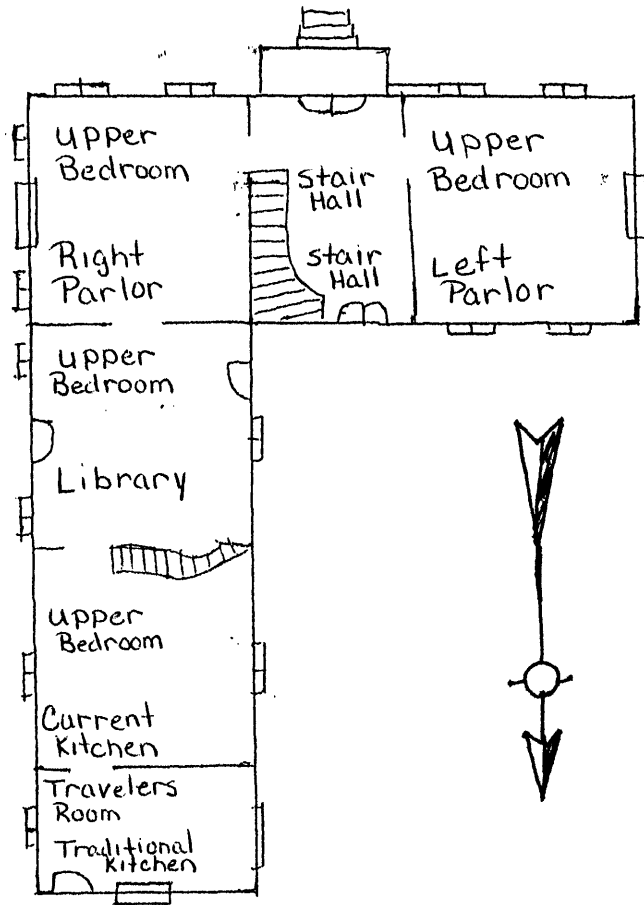 Upper
Bedroom
Right
Parlor
Stair
Hall
Stair
Hall
Upper
Bedroom
Left
Parlor
Upper
Bedroom
Library
Upper
Bedroom
Current
Kitchen
Travelers
Room
Traditional
Kitchen